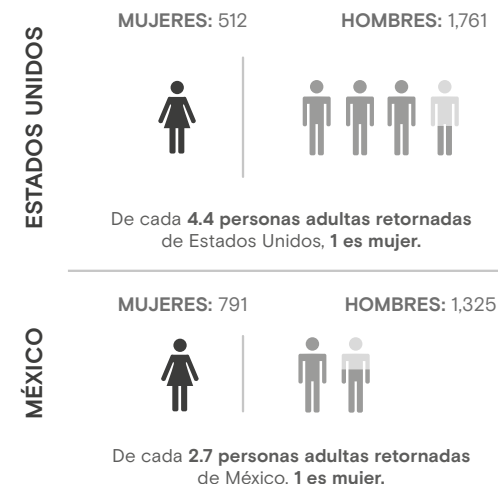 ESTADOS UNIDOS
MUJERES: 512
HOMBRES: 1,761
De cada 4.4 personas adultas retornadas
de Estados Unidos, 1 es mujer.
MÉXICO
MUJERES: 791
HOMBRES: 1,325
De cada 2.7 personas adultas retornadas
de México, 1 es mujer.